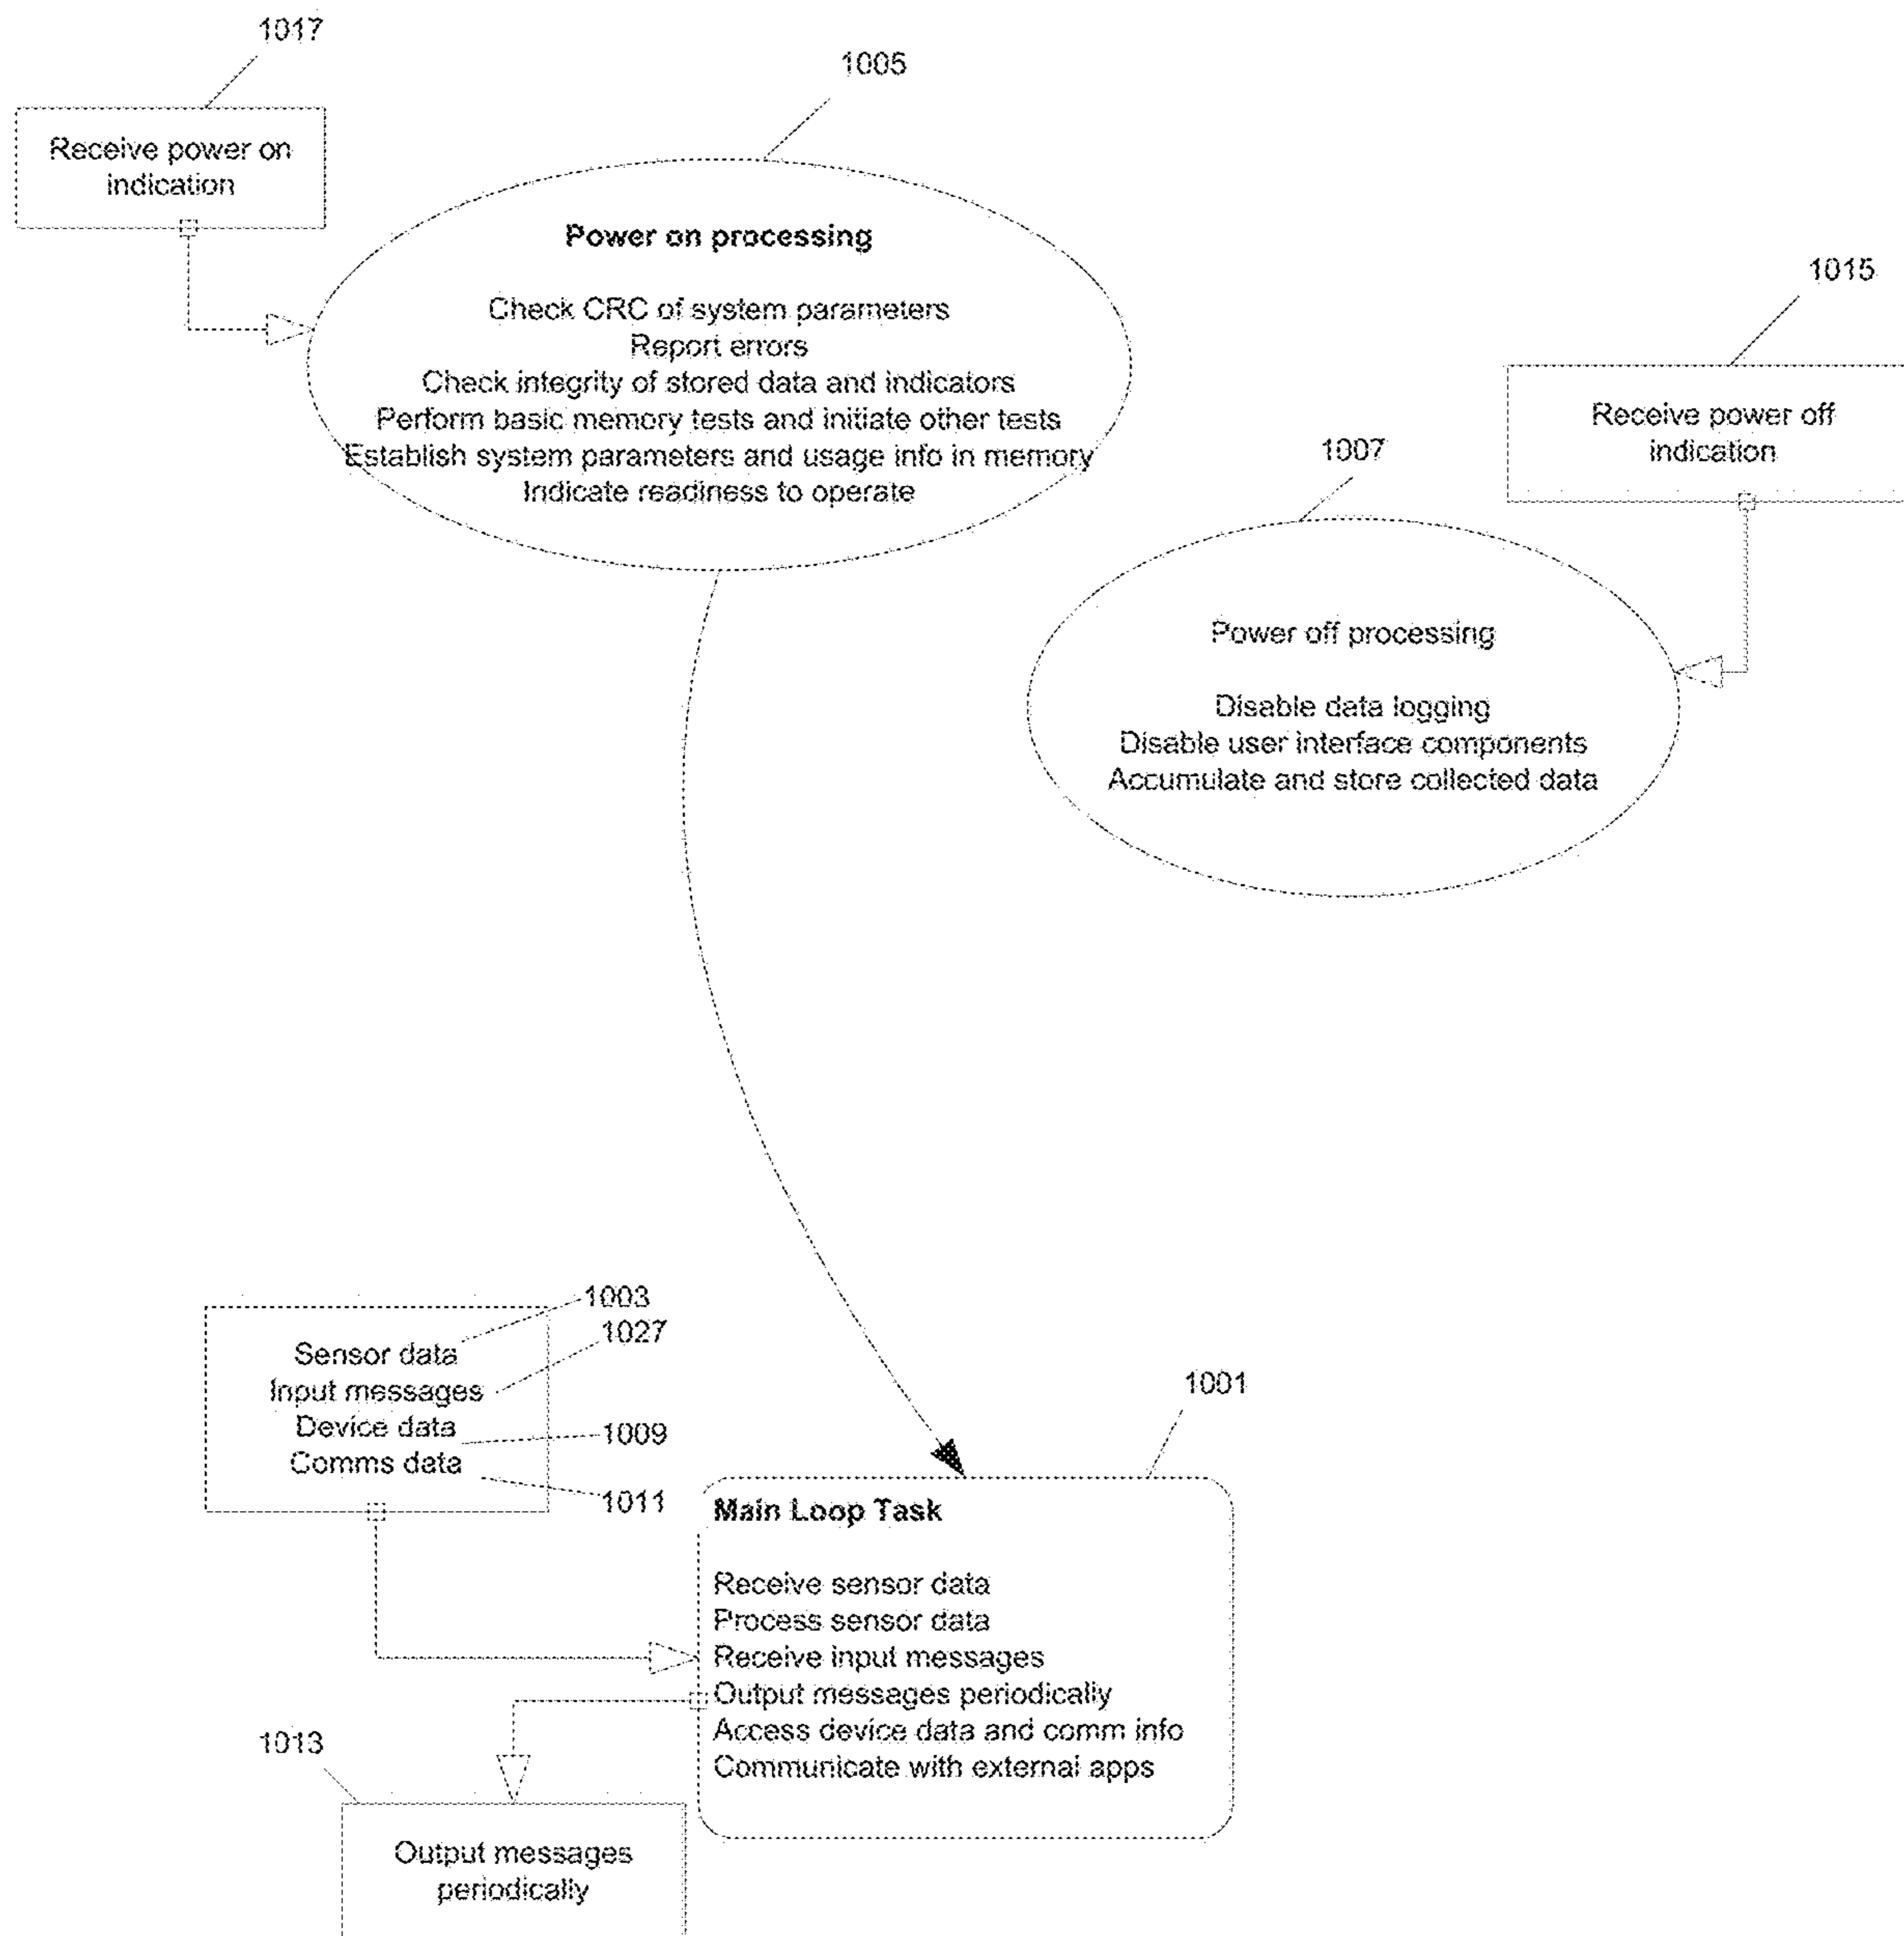 1017
Receive power on
indication
1005
Power on processing
Check CRC of system parameters
Report errors
Check integrity of stored data and indicators
Perform basic memory tests and initiate other tests
Establish system parameters and usage info in memory
Indicate readiness to operate
1015
Receive power off
indication
1007
Power off processing
Disable data logging
Disable user interface components
Accumulate and store collected data
1003
Sensor data
1027
Input messages
Device data
1009
Comms data
1011
1001
Main Loop Task
Receive sensor data
Process sensor data
Receive input messages
Output messages periodically
Access device data and comm info
Communicate with external apps
1013
Output messages
periodically